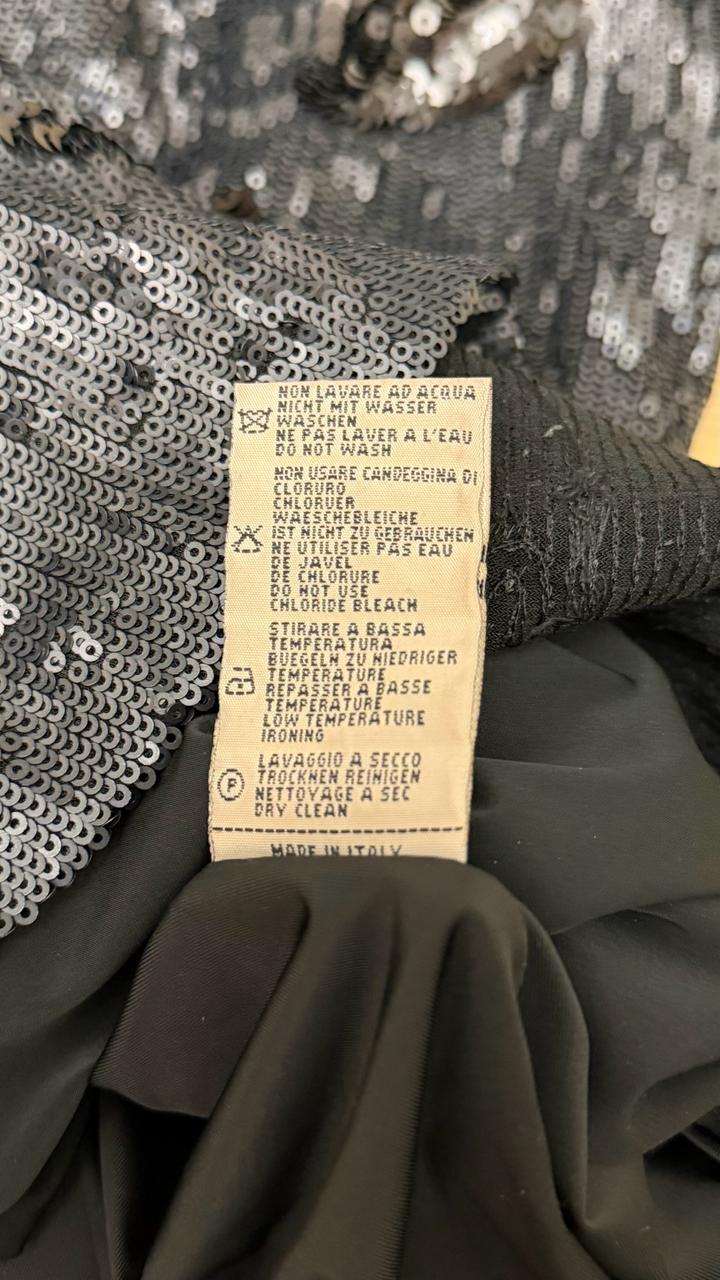 NON LAVARE AD ACQUA
NICHT MIT WASSER
WASCHEN
NE PAS LAVER A L'EAU
DO NOT WASH
NON USARE CANDEGGINA DI
CLORURO
CHLORUER
WAESCHEBLEICHE
IST NICHT ZU GEBRAUCHEN
NE UTILISER PAS EAU
DE JAVEL
DE CHLORURE
DO NOT USE
CHLORIDE BLEACH
STIRARE A BASSA
TEMPERATURA
BUEGELN ZU NIEDRIGER
TEMPERATURE
REPASSER A BASSE
TEMPERATURE
LOW TEMPERATURE
IRONING
P
LAVAGGIO A SECCO
TROCKNEN REINIGEN
NETTOYAGE A SEC
DRY CLEAN
MADE IN ITALY